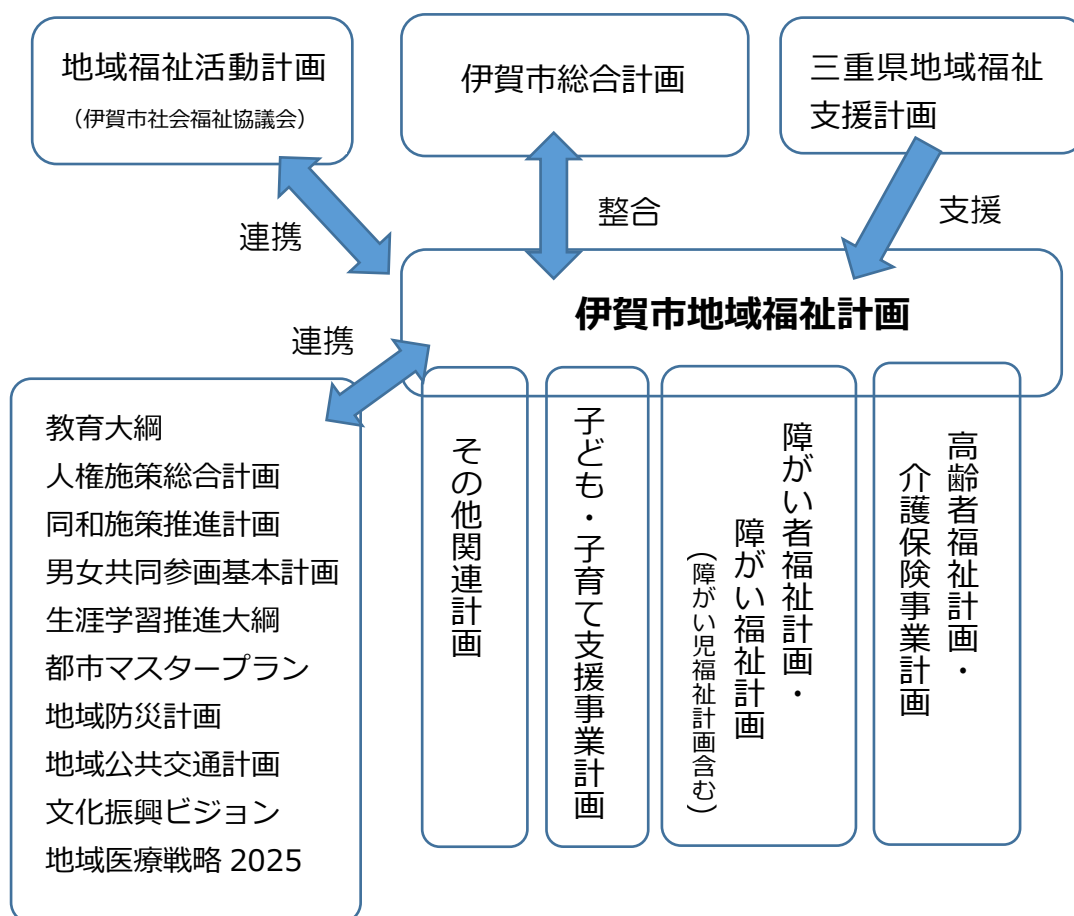 地域福祉活動計画
（伊賀市社会福祉協議会）
伊賀市総合計画
三重県地域福祉
支援計画
連携
整合
支援
伊賀市地域福祉計画
連携
教育大綱
人権施策総合計画
同和施策推進計画
男女共同参画基本計画
生涯学習推進大綱
都市マスタープラン
地域防災計画
地域公共交通計画
文化振興ビジョン
地域医療戦略 2025
その他関連計画
子ども・子育て支援事業計画
障がい者福祉計画・
障がい福祉計画
（障がい児福祉計画含む）
高齢者福祉計画・
介護保険事業計画